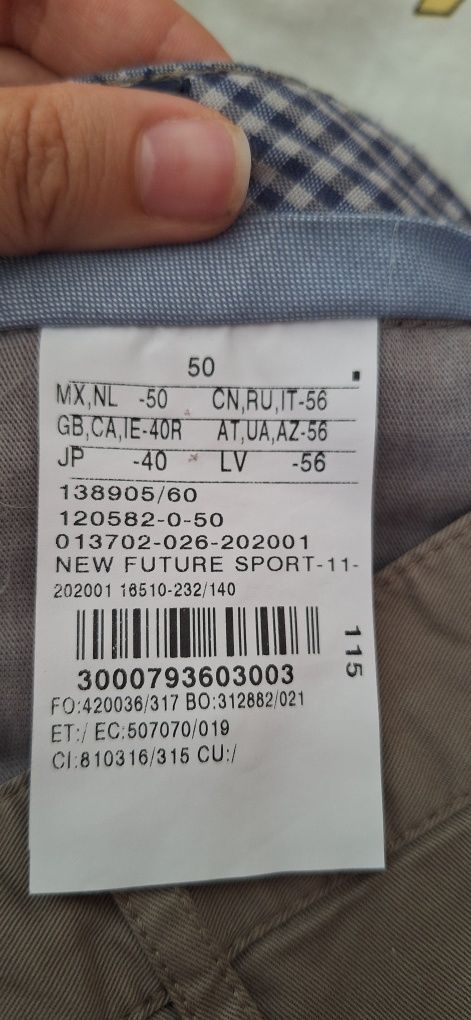 50
MX,NL -50 CN,RU,IT-56
GB,CA,IE-40R AT,UA,AZ-56
JP -40 LV -56
138905/60
120582-0-50
013702-026-202001
NEW FUTURE SPORT-11-
202001 16510-232/140
115
3000793603003
FO:420036/317 BO:312882/021
ET:/ EC:507070/019
CI:810316/315 CU:/